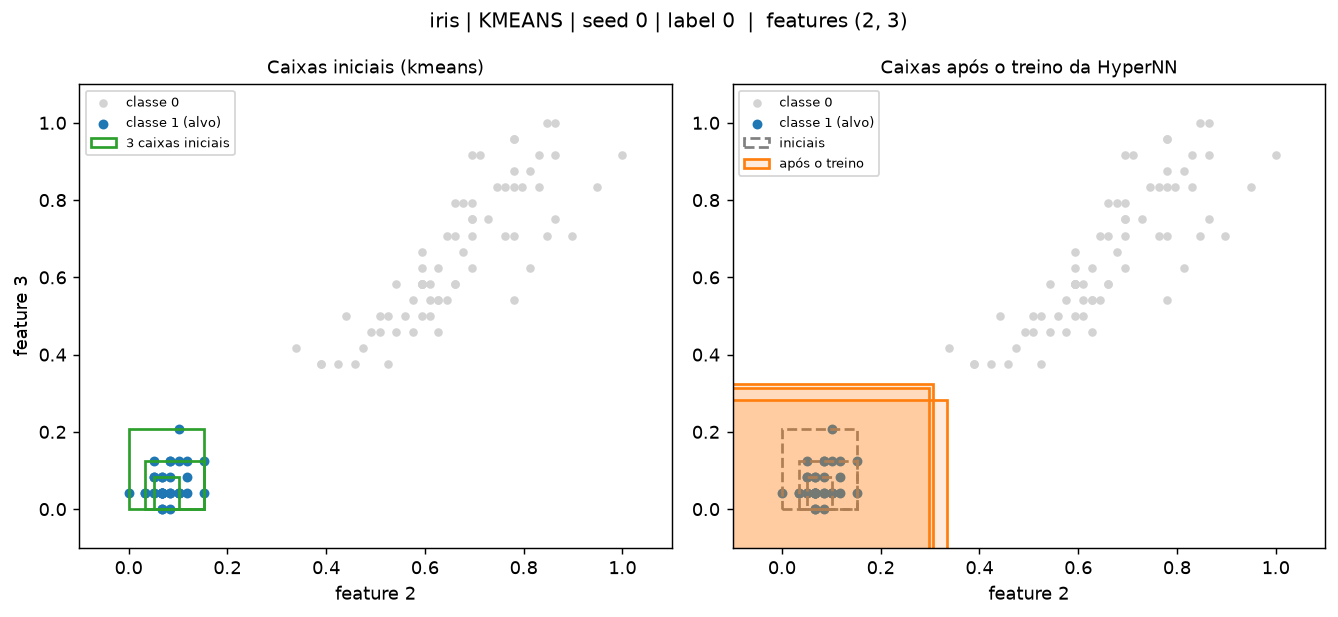 iris | KMEANS | seed 0 | label 0 | features (2, 3)
Caixas iniciais (kmeans)
classe 0
classe 1 (alvo)
3 caixas iniciais
1.0
0.8
0.6
0.4
0.2
0.0
feature 3
0.0 0.2 0.4 0.6 0.8 1.0
feature 2
Caixas após o treino da HyperNN
classe 0
classe 1 (alvo)
iniciais
após o treino
1.0
0.8
0.6
0.4
0.2
0.0
0.0 0.2 0.4 0.6 0.8 1.0
feature 2